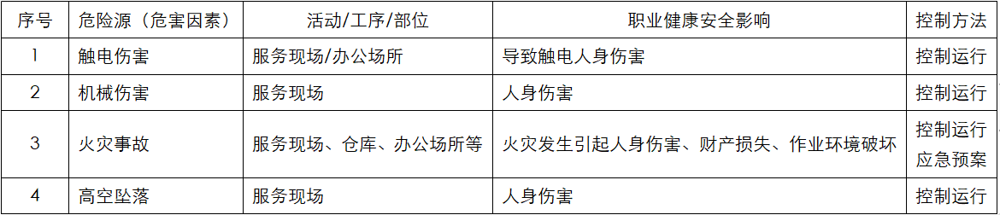 序号 危险源（危害因素） 活动/工序/部位 职业健康安全影响 控制方法
1 触电伤害 服务现场/办公场所 导致触电人身伤害 控制运行
2 机械伤害 服务现场 人身伤害 控制运行
3 火灾事故 服务现场、仓库、办公场所等 火灾发生引起人身伤害、财产损失、作业环境破坏 控制运行
应急预案
4 高空坠落 服务现场 人身伤害 控制运行